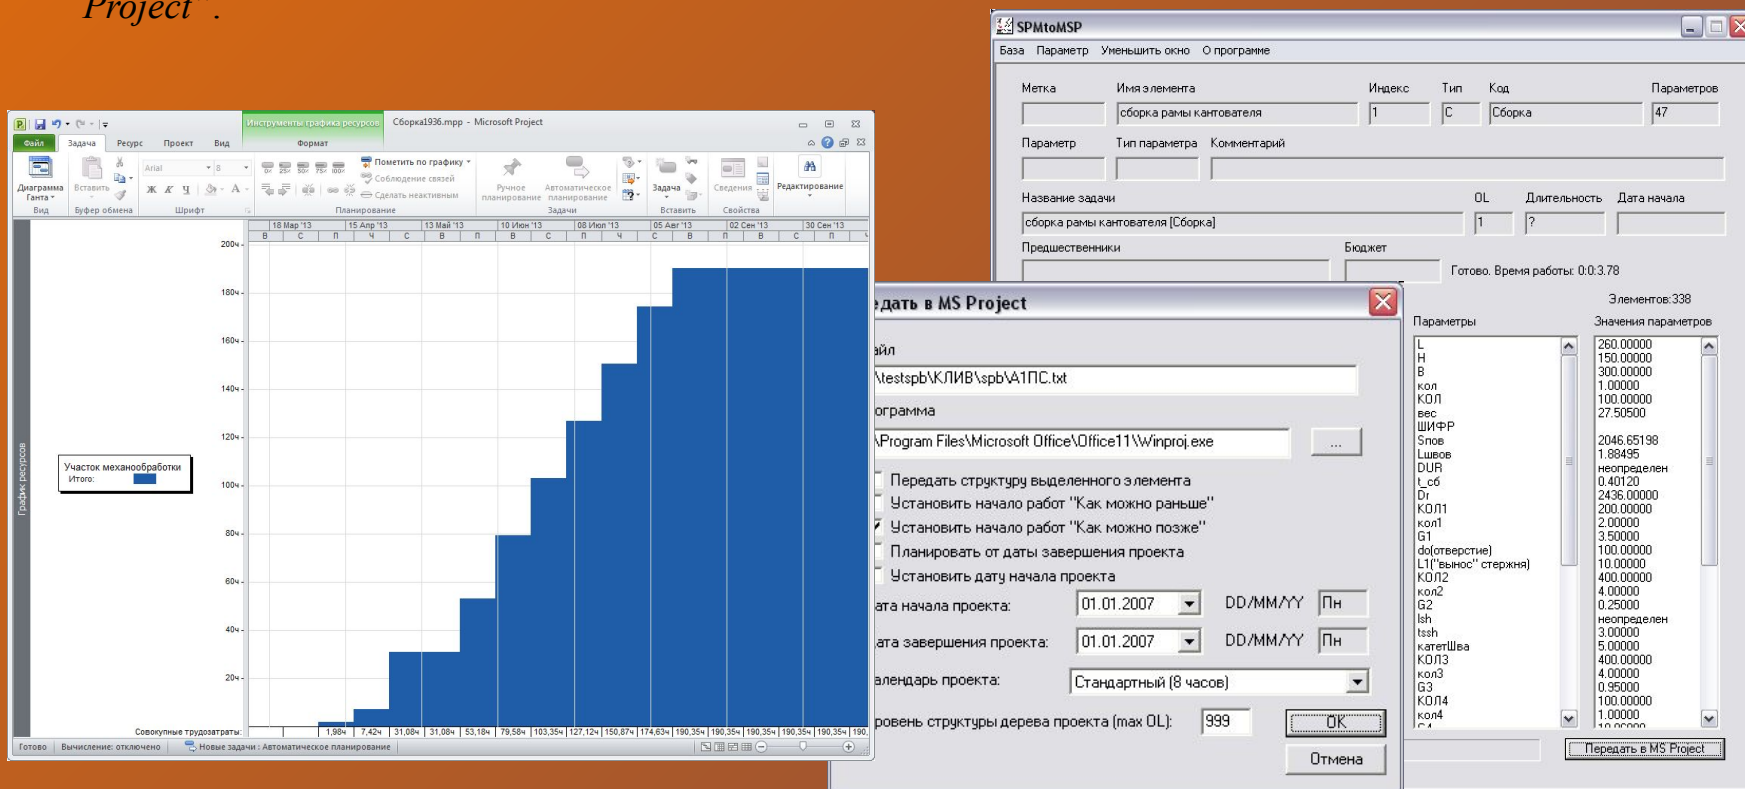 Project".
SPMtoMSP
База Параметр Уменьшить окно О программе
Метка Имя элемента Индекс Тип Код Параметров
сборка рамы кантователя 1 С Сборка 47
Параметр Тип параметра Комментарий
Название задачи OL Длительность Дата начала
сборка рамы кантователя [Сборка] 1 ?
Предшественники Бюджет
Готово. Время работы: 0:0:3.78
Элементов:338
Параметры Значения параметров
L 260.00000
H 150.00000
B 300.00000
кол 1.00000
КОЛ 100.00000
вес 27.50500
ШИФР
Sпов 2046.65198
Lшвов 1.88495
DUR неопределен
t_сб 0.40120
Dr 2436.00000
КОЛ1 200.00000
кол1 2.00000
G1 3.50000
do(отверстие) 100.00000
L1("вынос" стержня) 10.00000
КОЛ2 400.00000
кол2 4.00000
G2 0.25000
lsh неопределен
tssh 3.00000
катетШва 5.00000
КОЛ3 400.00000
кол3 4.00000
G3 0.95000
КОЛ4 100.00000
кол4 1.00000
Передать в MS Project
Инструменты графика ресурсов Сборка1936.mpp - Microsoft Project
Файл Задача Ресурс Проект Вид Формат
Диаграмма Ганта
Вставить
Arial 8
Ж К Ч
0% 25% 50% 75% 100%
Пометить по графику
Соблюдение связей
Сделать неактивным
Ручное планирование
Автоматическое планирование
Задача
Сведения
Редактирование
Вид Буфер обмена Шрифт Планирование Задачи Вставить Свойства
18 Мар '13 15 Апр '13 13 Май '13 10 Июн '13 08 Июл '13 05 Авг '13 02 Сен '13 30 Сен '13
В С П Ч С В П В С П Ч С В П В С П Ч
200ч
180ч
160ч
140ч
120ч
100ч
80ч
60ч
40ч
20ч
График ресурсов
Участок механообработки
Итого:
Совокупные трудозатраты: 1,98ч 7,42ч 31,08ч 31,08ч 53,18ч 79,58ч 103,35ч 127,12ч 150,87ч 174,63ч 190,35ч 190,35ч 190,35ч 190,35ч 190,35ч 190,
Готово Вычисление: отключено Новые задачи : Автоматическое планирование
едать в MS Project
айл
\testspb\КЛИВ\spb\А1ПС.txt
ограмма
\Program Files\Microsoft Office\Office11\Winproj.exe ...
Передать структуру выделенного элемента
Установить начало работ "Как можно раньше"
Установить начало работ "Как можно позже"
Планировать от даты завершения проекта
Установить дату начала проекта
ата начала проекта: 01.01.2007 DD/MM/YY Пн
ата завершения проекта: 01.01.2007 DD/MM/YY Пн
алендарь проекта: Стандартный (8 часов)
ровень структуры дерева проекта (max OL): 999 OK
Отмена